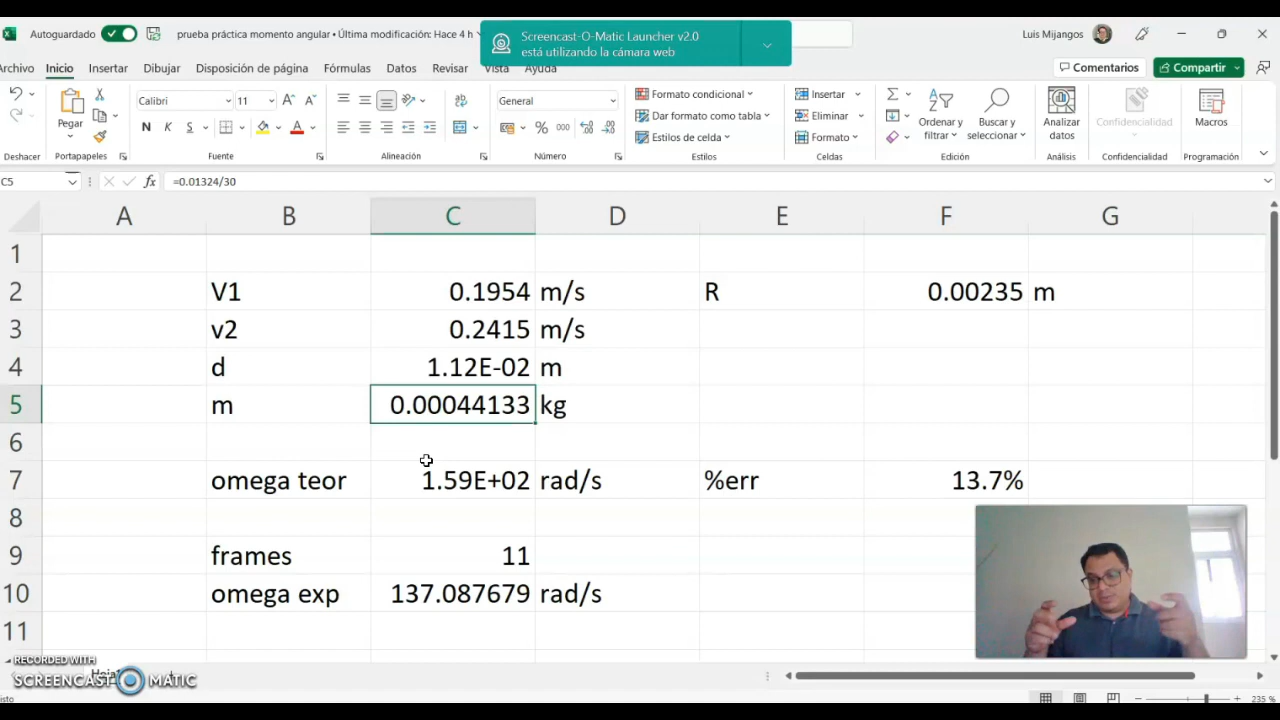 Autoguardado
prueba práctica momento angular • Última modificación: Hace 4 h
Screencast-O-Matic Launcher v2.0
está utilizando la cámara web
Luis Mijangos
Archivo Inicio Insertar Dibujar Disposición de página Fórmulas Datos Revisar Vista Ayuda
Comentarios Compartir
Pegar
Calibri 11
N K S
General
% 000
Formato condicional
Dar formato como tabla
Estilos de celda
Insertar
Eliminar
Formato
Ordenar y filtrar
Buscar y seleccionar
Analizar datos
Confidencialidad
Macros
Deshacer Portapapeles Fuente Alineación Número Estilos Celdas Edición Análisis Confidencialidad Programación
C5 fx =0.01324/30
A B C D E F G
1
2 V1 0.1954 m/s R 0.00235 m
3 v2 0.2415 m/s
4 d 1.12E-02 m
5 m 0.00044133 kg
6
7 omega teor 1.59E+02 rad/s %err 13.7%
8
9 frames 11
10 omega exp 137.087679 rad/s
11
RECORDED WITH
SCREENCAST MATIC
235 %